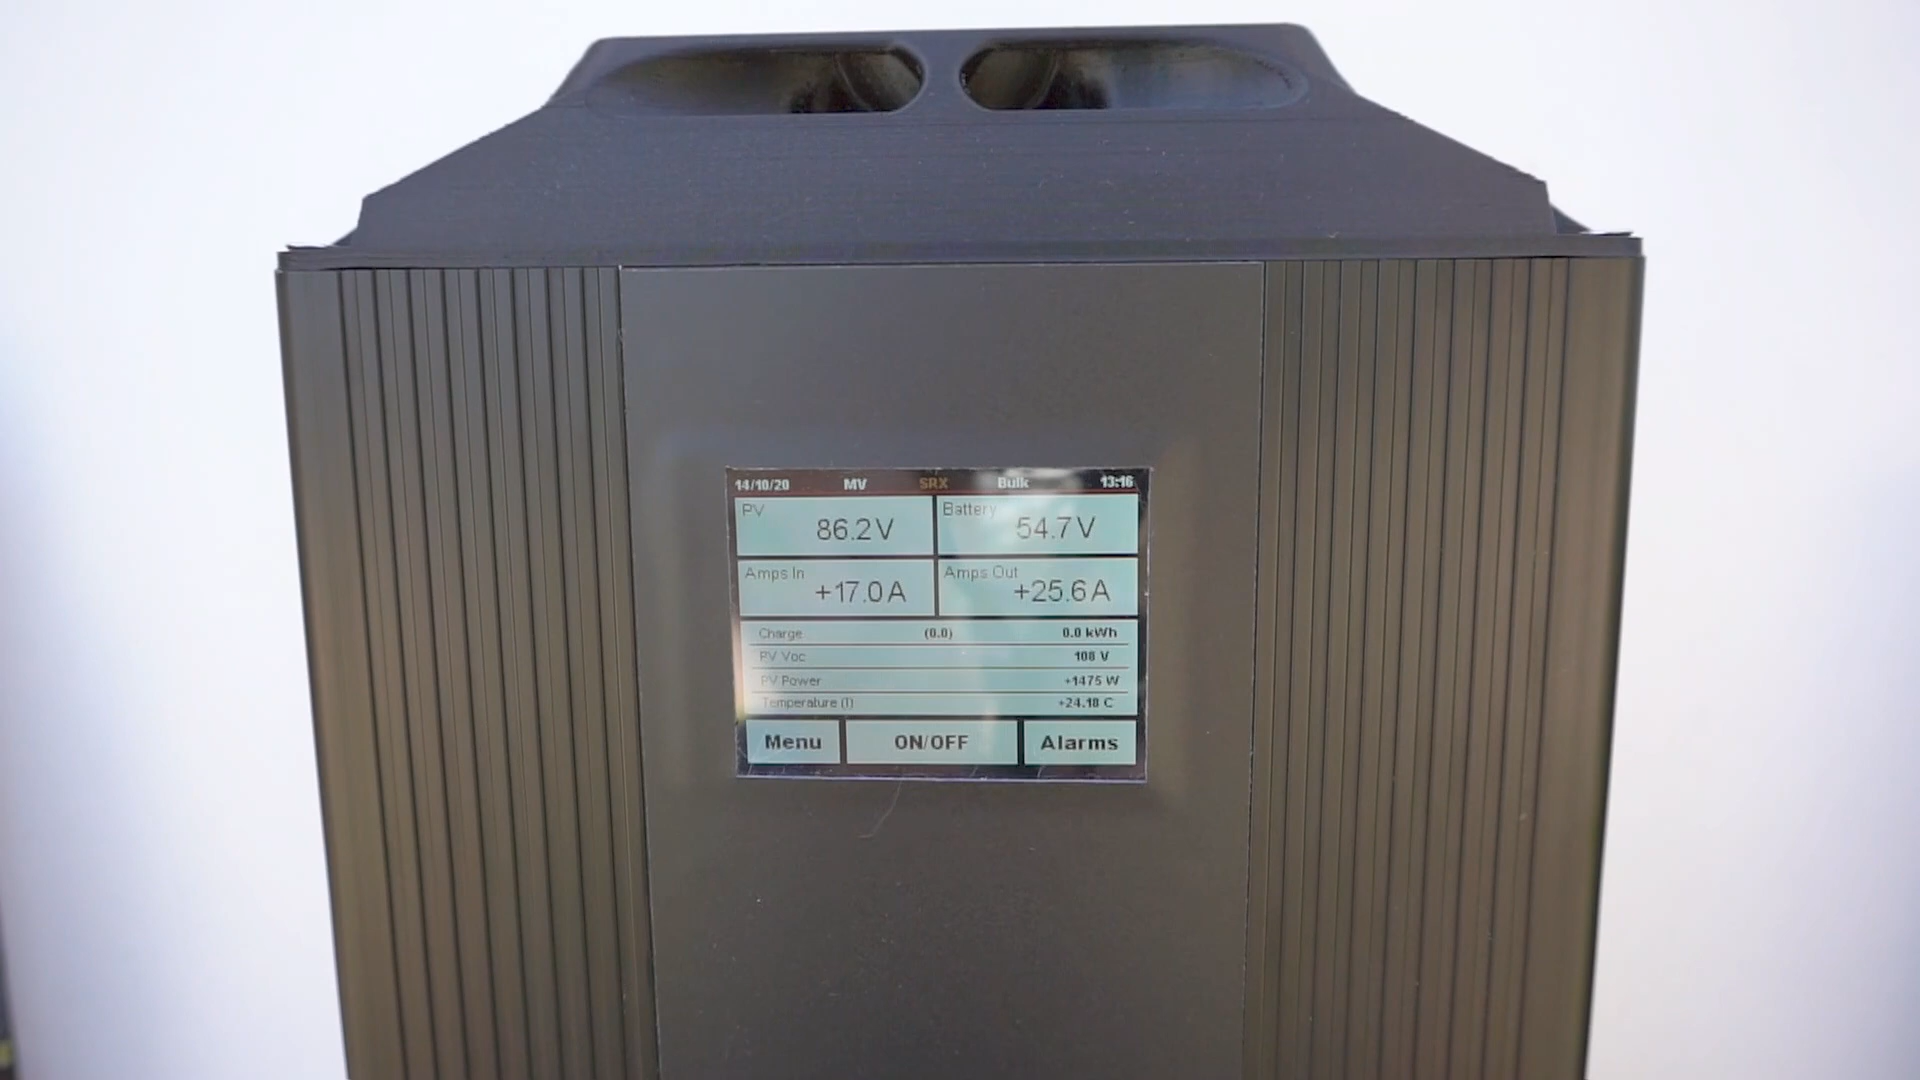 14/10/20 MV SRX Bulk 13:16
PV 86.2V Battery 54.7V
Amps In +17.0A Amps Out +25.6A
Charge (0.0) 0.0 kWh
PV Voc 108 V
PV Power +1475 W
Temperature (I) +24.18 C
Menu ON/OFF Alarms